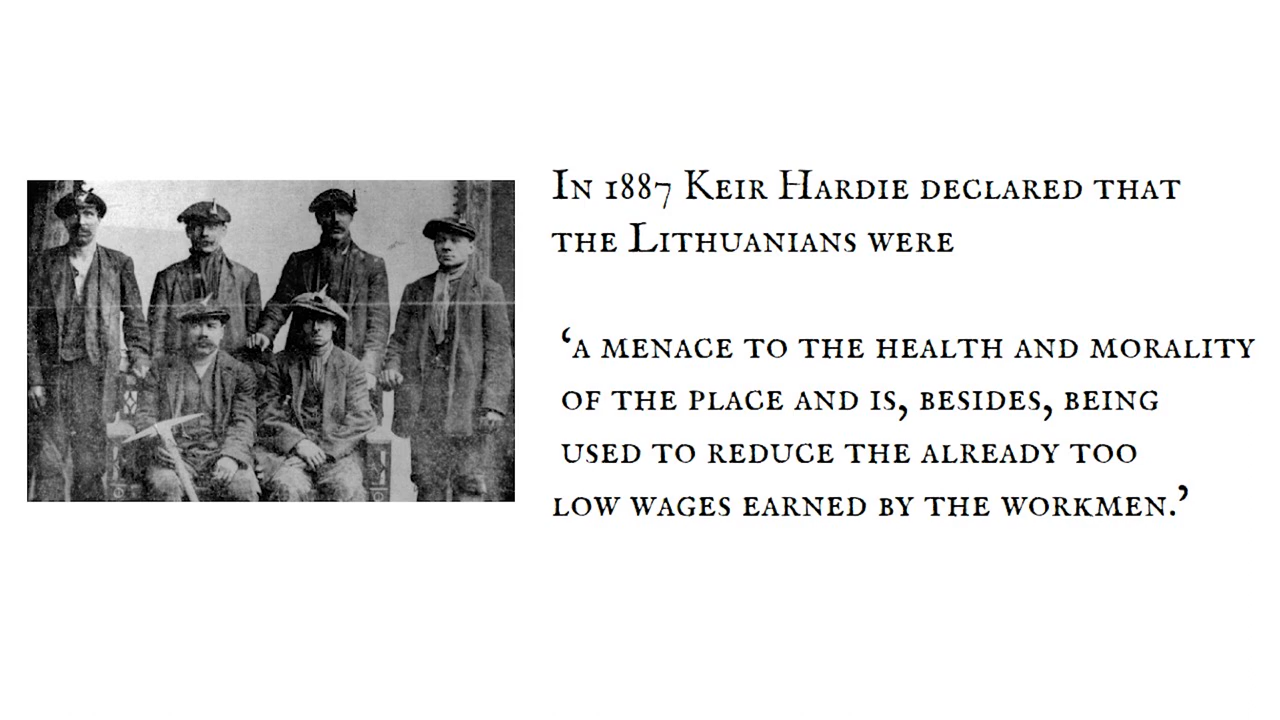 In 1887 Keir Hardie declared that
the Lithuanians were
‘a menace to the health and morality
of the place and is, besides, being
used to reduce the already too
low wages earned by the workmen.’